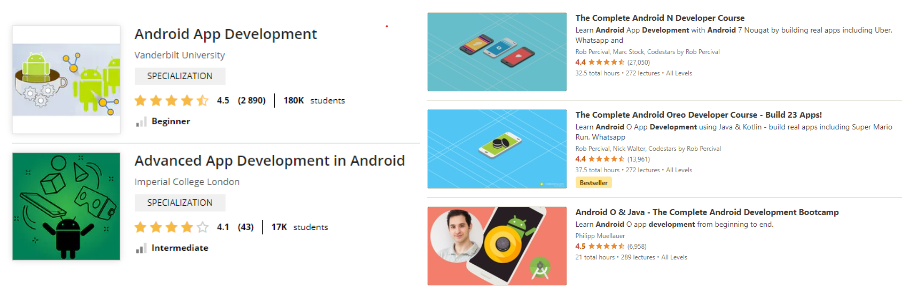 Android App Development
Vanderbilt University
SPECIALIZATION
4.5 (2 890) | 180K students
Beginner
Advanced App Development in Android
Imperial College London
SPECIALIZATION
4.1 (43) | 17K students
Intermediate
The Complete Android N Developer Course
Learn Android App Development with Android 7 Nougat by building real apps including Uber,
Whatsapp and
Rob Percival, Marc Stock, Codestars by Rob Percival
4.4 (27,050)
32.5 total hours • 272 lectures • All Levels
The Complete Android Oreo Developer Course - Build 23 Apps!
Learn Android O App Development using Java & Kotlin - build real apps including Super Mario
Run, Whatsapp
Rob Percival, Nick Walter, Codestars by Rob Percival
4.4 (13,961)
37.5 total hours • 272 lectures • All Levels
Bestseller
Android O & Java - The Complete Android Development Bootcamp
Learn Android O app development from beginning to end.
Philipp Muellauer
4.5 (6,958)
21 total hours • 289 lectures • All Levels